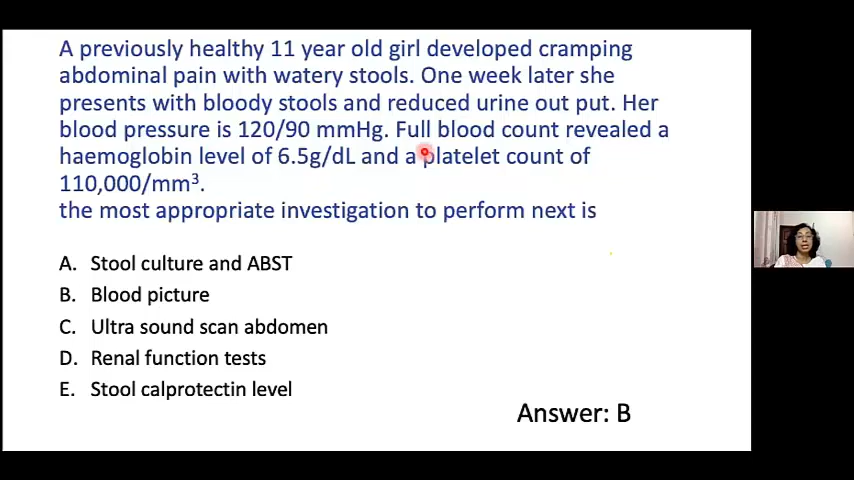 A previously healthy 11 year old girl developed cramping
abdominal pain with watery stools. One week later she
presents with bloody stools and reduced urine out put. Her
blood pressure is 120/90 mmHg. Full blood count revealed a
haemoglobin level of 6.5g/dL and a platelet count of
110,000/mm³.
the most appropriate investigation to perform next is
A. Stool culture and ABST
B. Blood picture
C. Ultra sound scan abdomen
D. Renal function tests
E. Stool calprotectin level
Answer: B